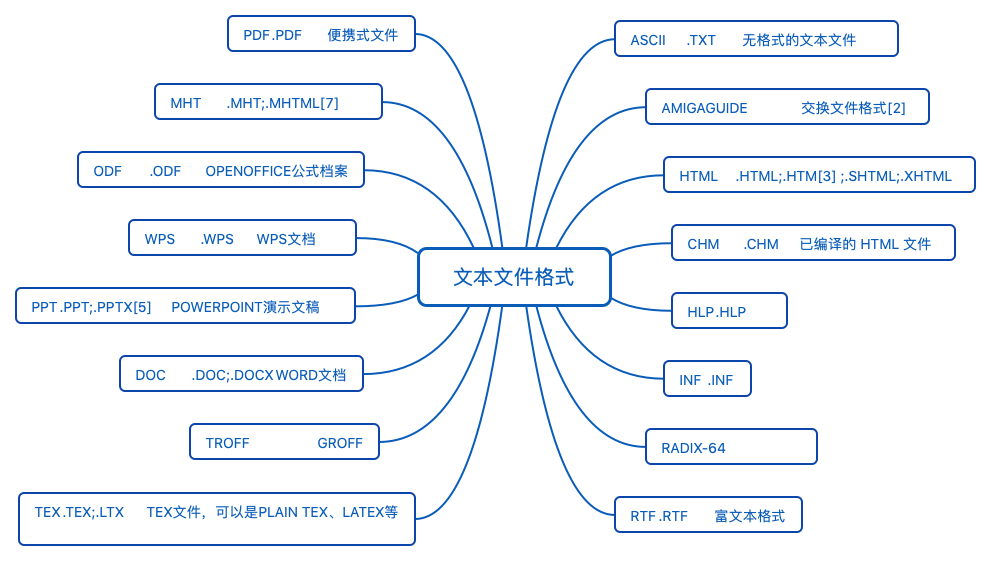 文本文件格式
ASCII .TXT 无格式的文本文件
AMIGAGUIDE 交换文件格式[2]
HTML .HTML;.HTM[3] ;.SHTML;.XHTML
CHM .CHM 已编译的 HTML 文件
HLP .HLP
INF .INF
RADIX-64
RTF .RTF 富文本格式
PDF .PDF 便携式文件
MHT .MHT;.MHTML[7]
ODF .ODF OPENOFFICE公式档案
WPS .WPS WPS文档
PPT .PPT;.PPTX[5] POWERPOINT演示文稿
DOC .DOC;.DOCX WORD文档
TROFF GROFF
TEX .TEX;.LTX TEX文件，可以是PLAIN TEX、LATEX等